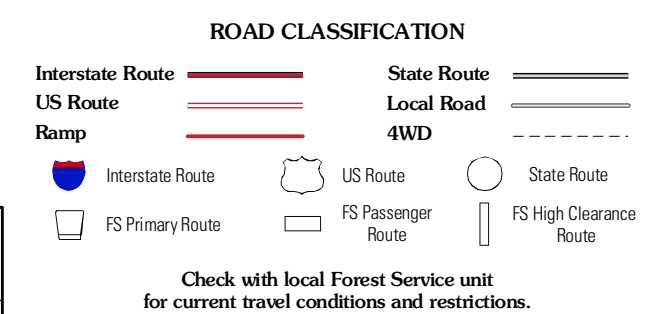 ROAD CLASSIFICATION
Interstate Route
State Route
US Route
Local Road
Ramp
4WD
Interstate Route
US Route
State Route
FS Primary Route
FS Passenger
Route
FS High Clearance
Route
Check with local Forest Service unit
for current travel conditions and restrictions.